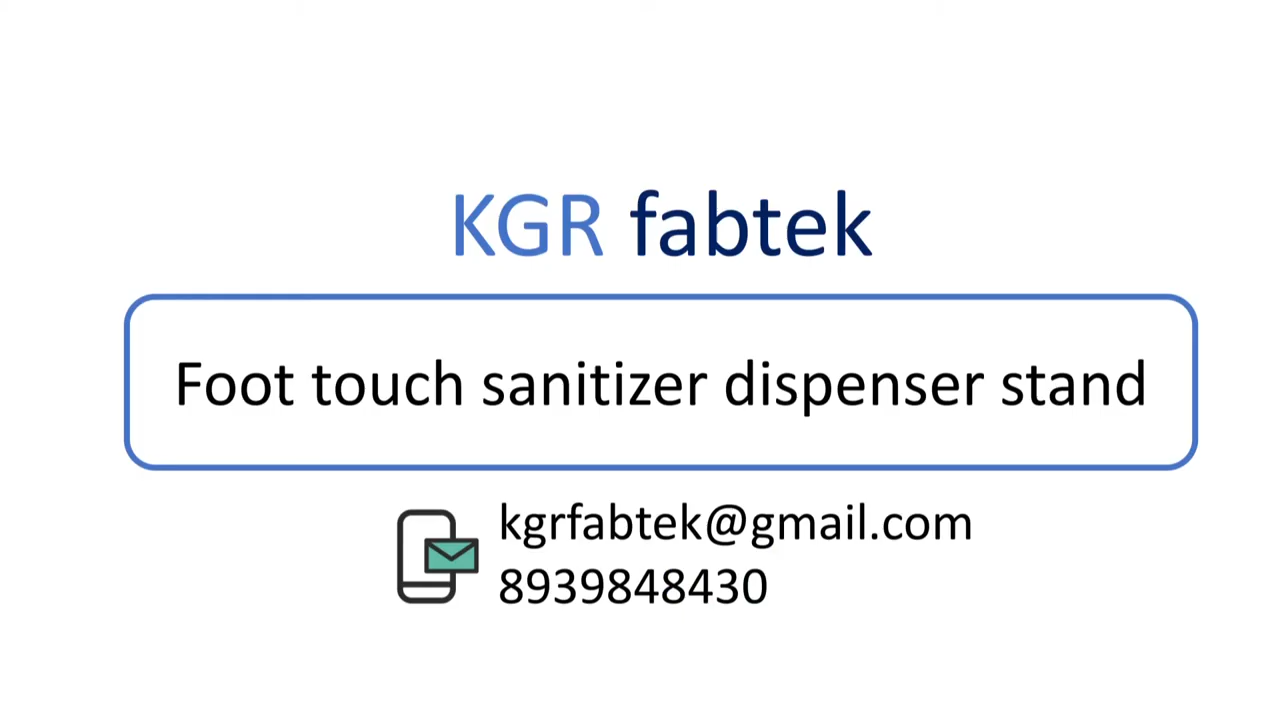 KGR fabtek
Foot touch sanitizer dispenser stand
kgrfabtek@gmail.com
8939848430